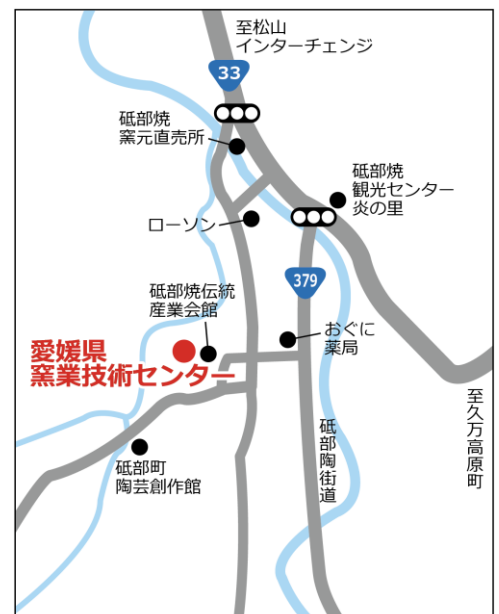 至松山
インターチェンジ
33
砥部焼
窯元直売所
砥部焼
観光センター
炎の里
ローソン
379
砥部焼伝統
産業会館
おぐに
薬局
愛媛県
窯業技術センター
至久万高原町
砥部陶街道
砥部町
陶芸創作館